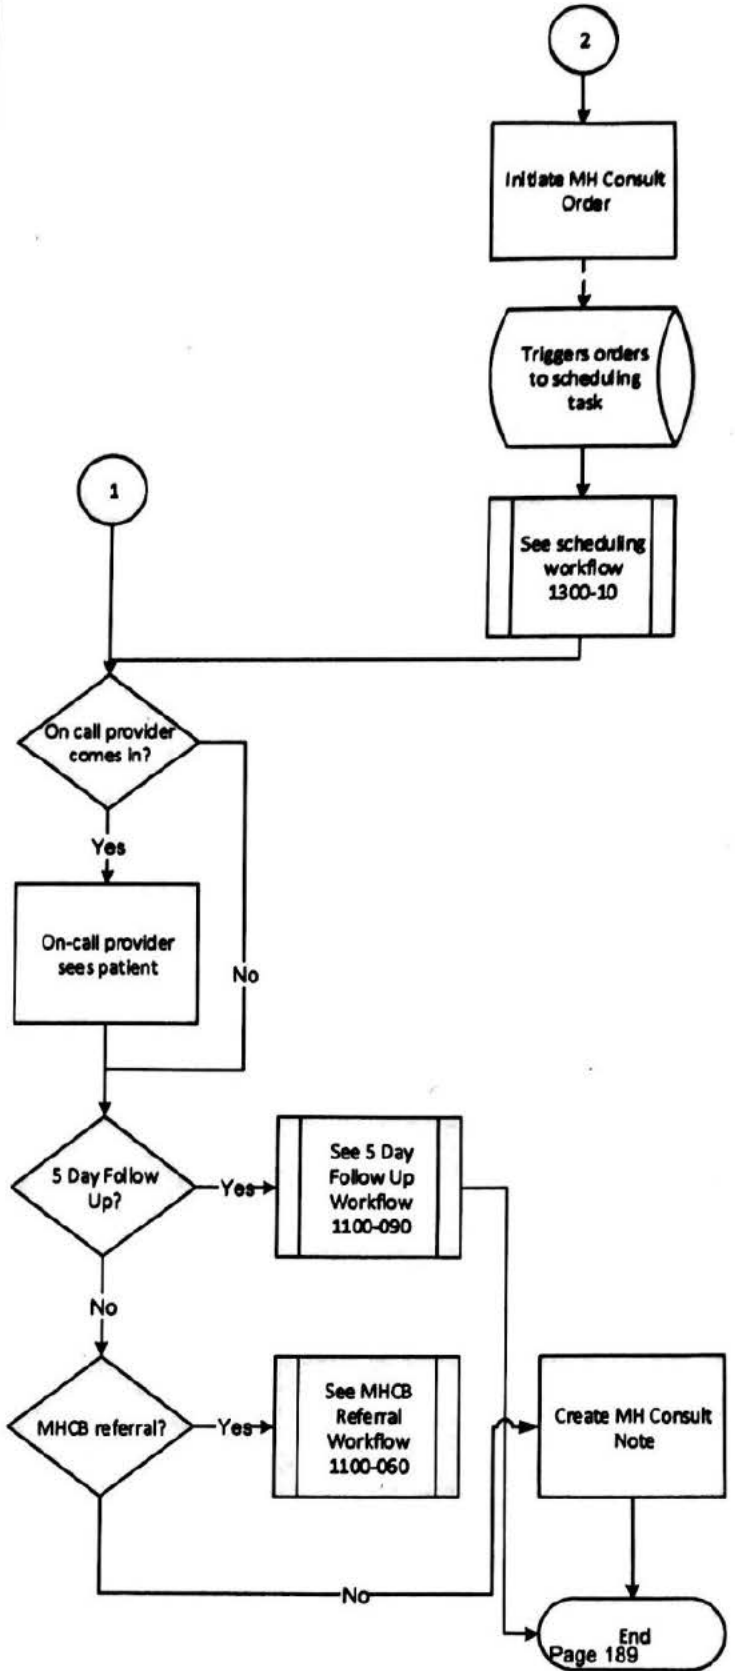 2
Initiate MH Consult
Order
Triggers orders
to scheduling
task
1
See scheduling
workflow
1300-10
On call provider
comes in?
Yes
On-call provider
sees patient
No
5 Day Follow
Up?
Yes
See 5 Day
Follow Up
Workflow
1100-090
No
MHCB referral?
Yes
See MHCB
Referral
Workflow
1100-060
Create MH Consult
Note
No
End
Page 189